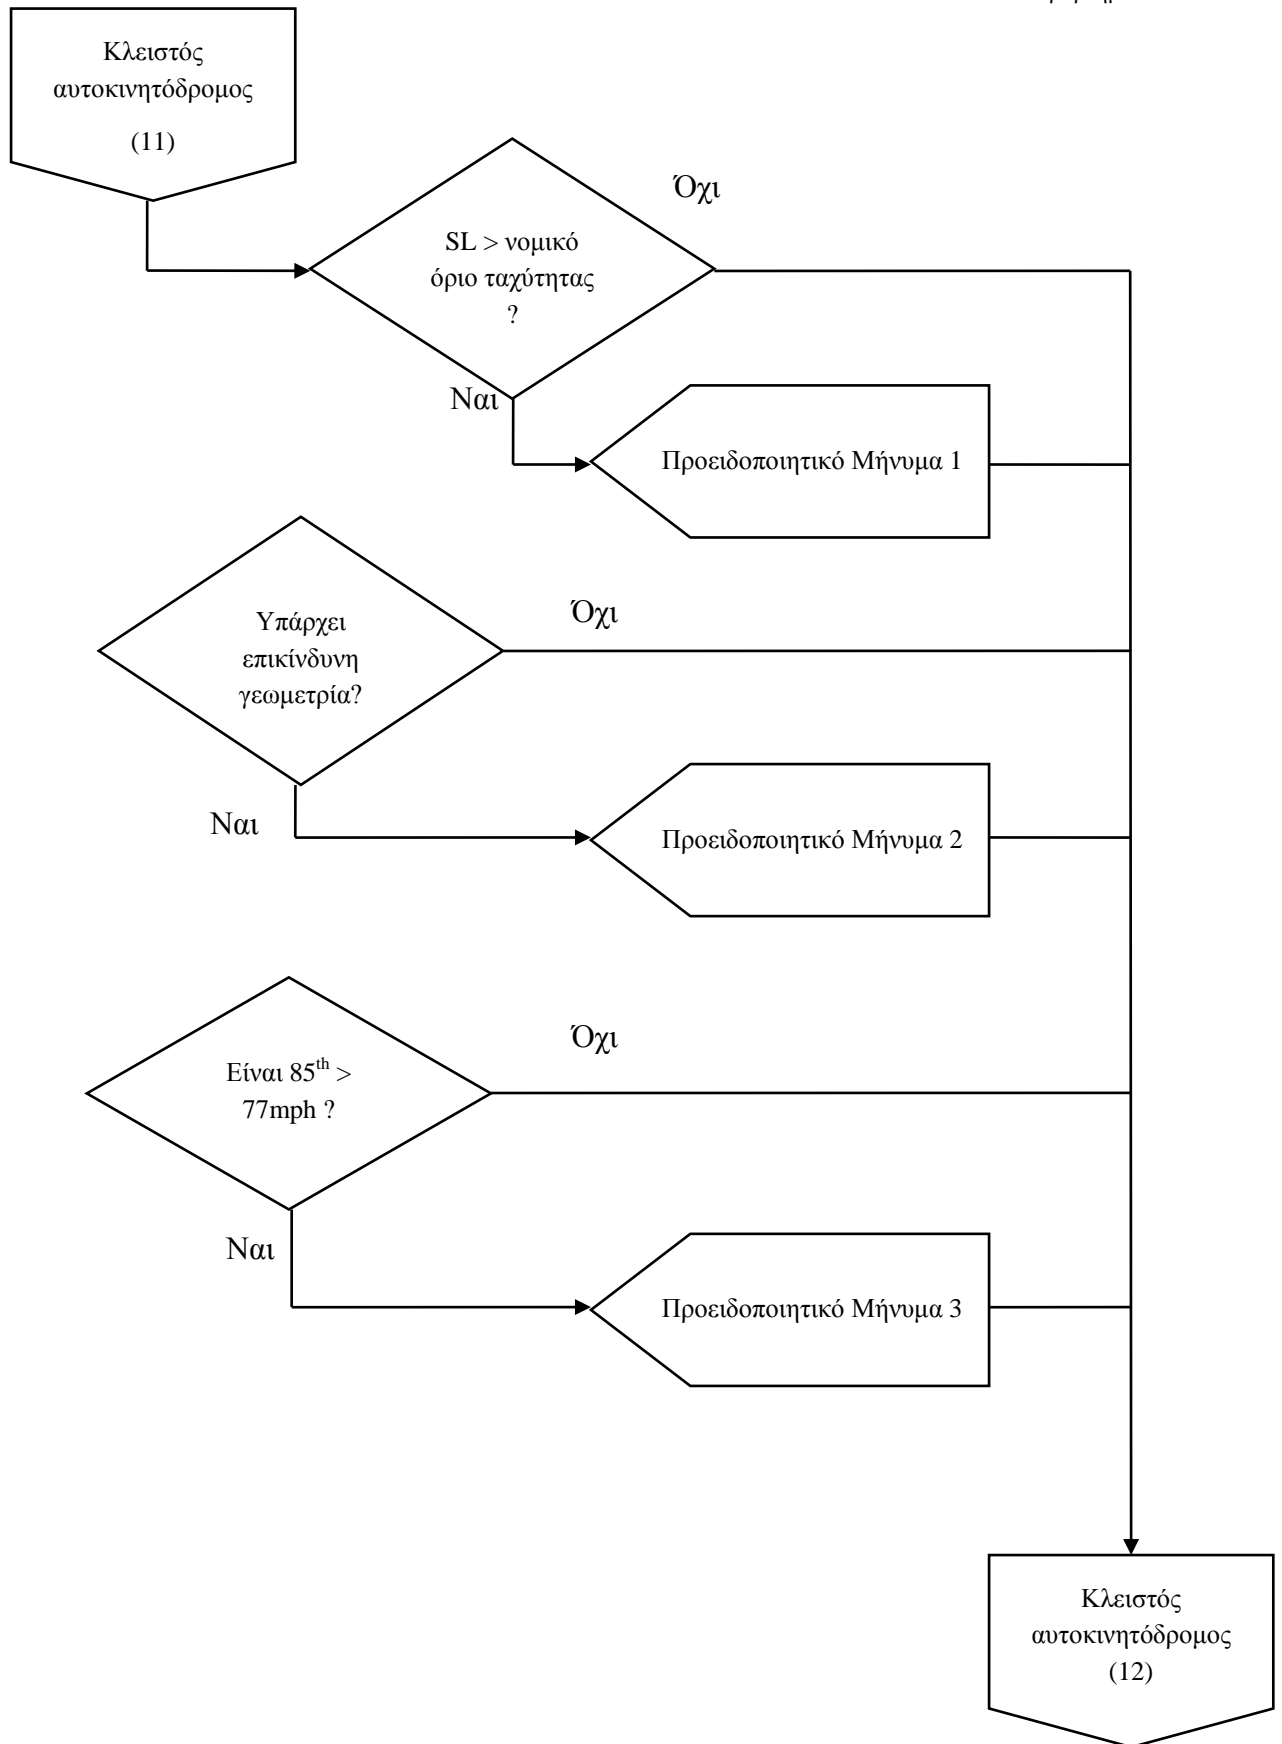 Κλειστός
αυτοκινητόδρομος
(11)
Όχι
SL > νομικό
όριο ταχύτητας
?
Ναι
Προειδοποιητικό Μήνυμα 1
Όχι
Υπάρχει
επικίνδυνη
γεωμετρία?
Ναι
Προειδοποιητικό Μήνυμα 2
Όχι
Είναι 85th >
77mph ?
Ναι
Προειδοποιητικό Μήνυμα 3
Κλειστός
αυτοκινητόδρομος
(12)